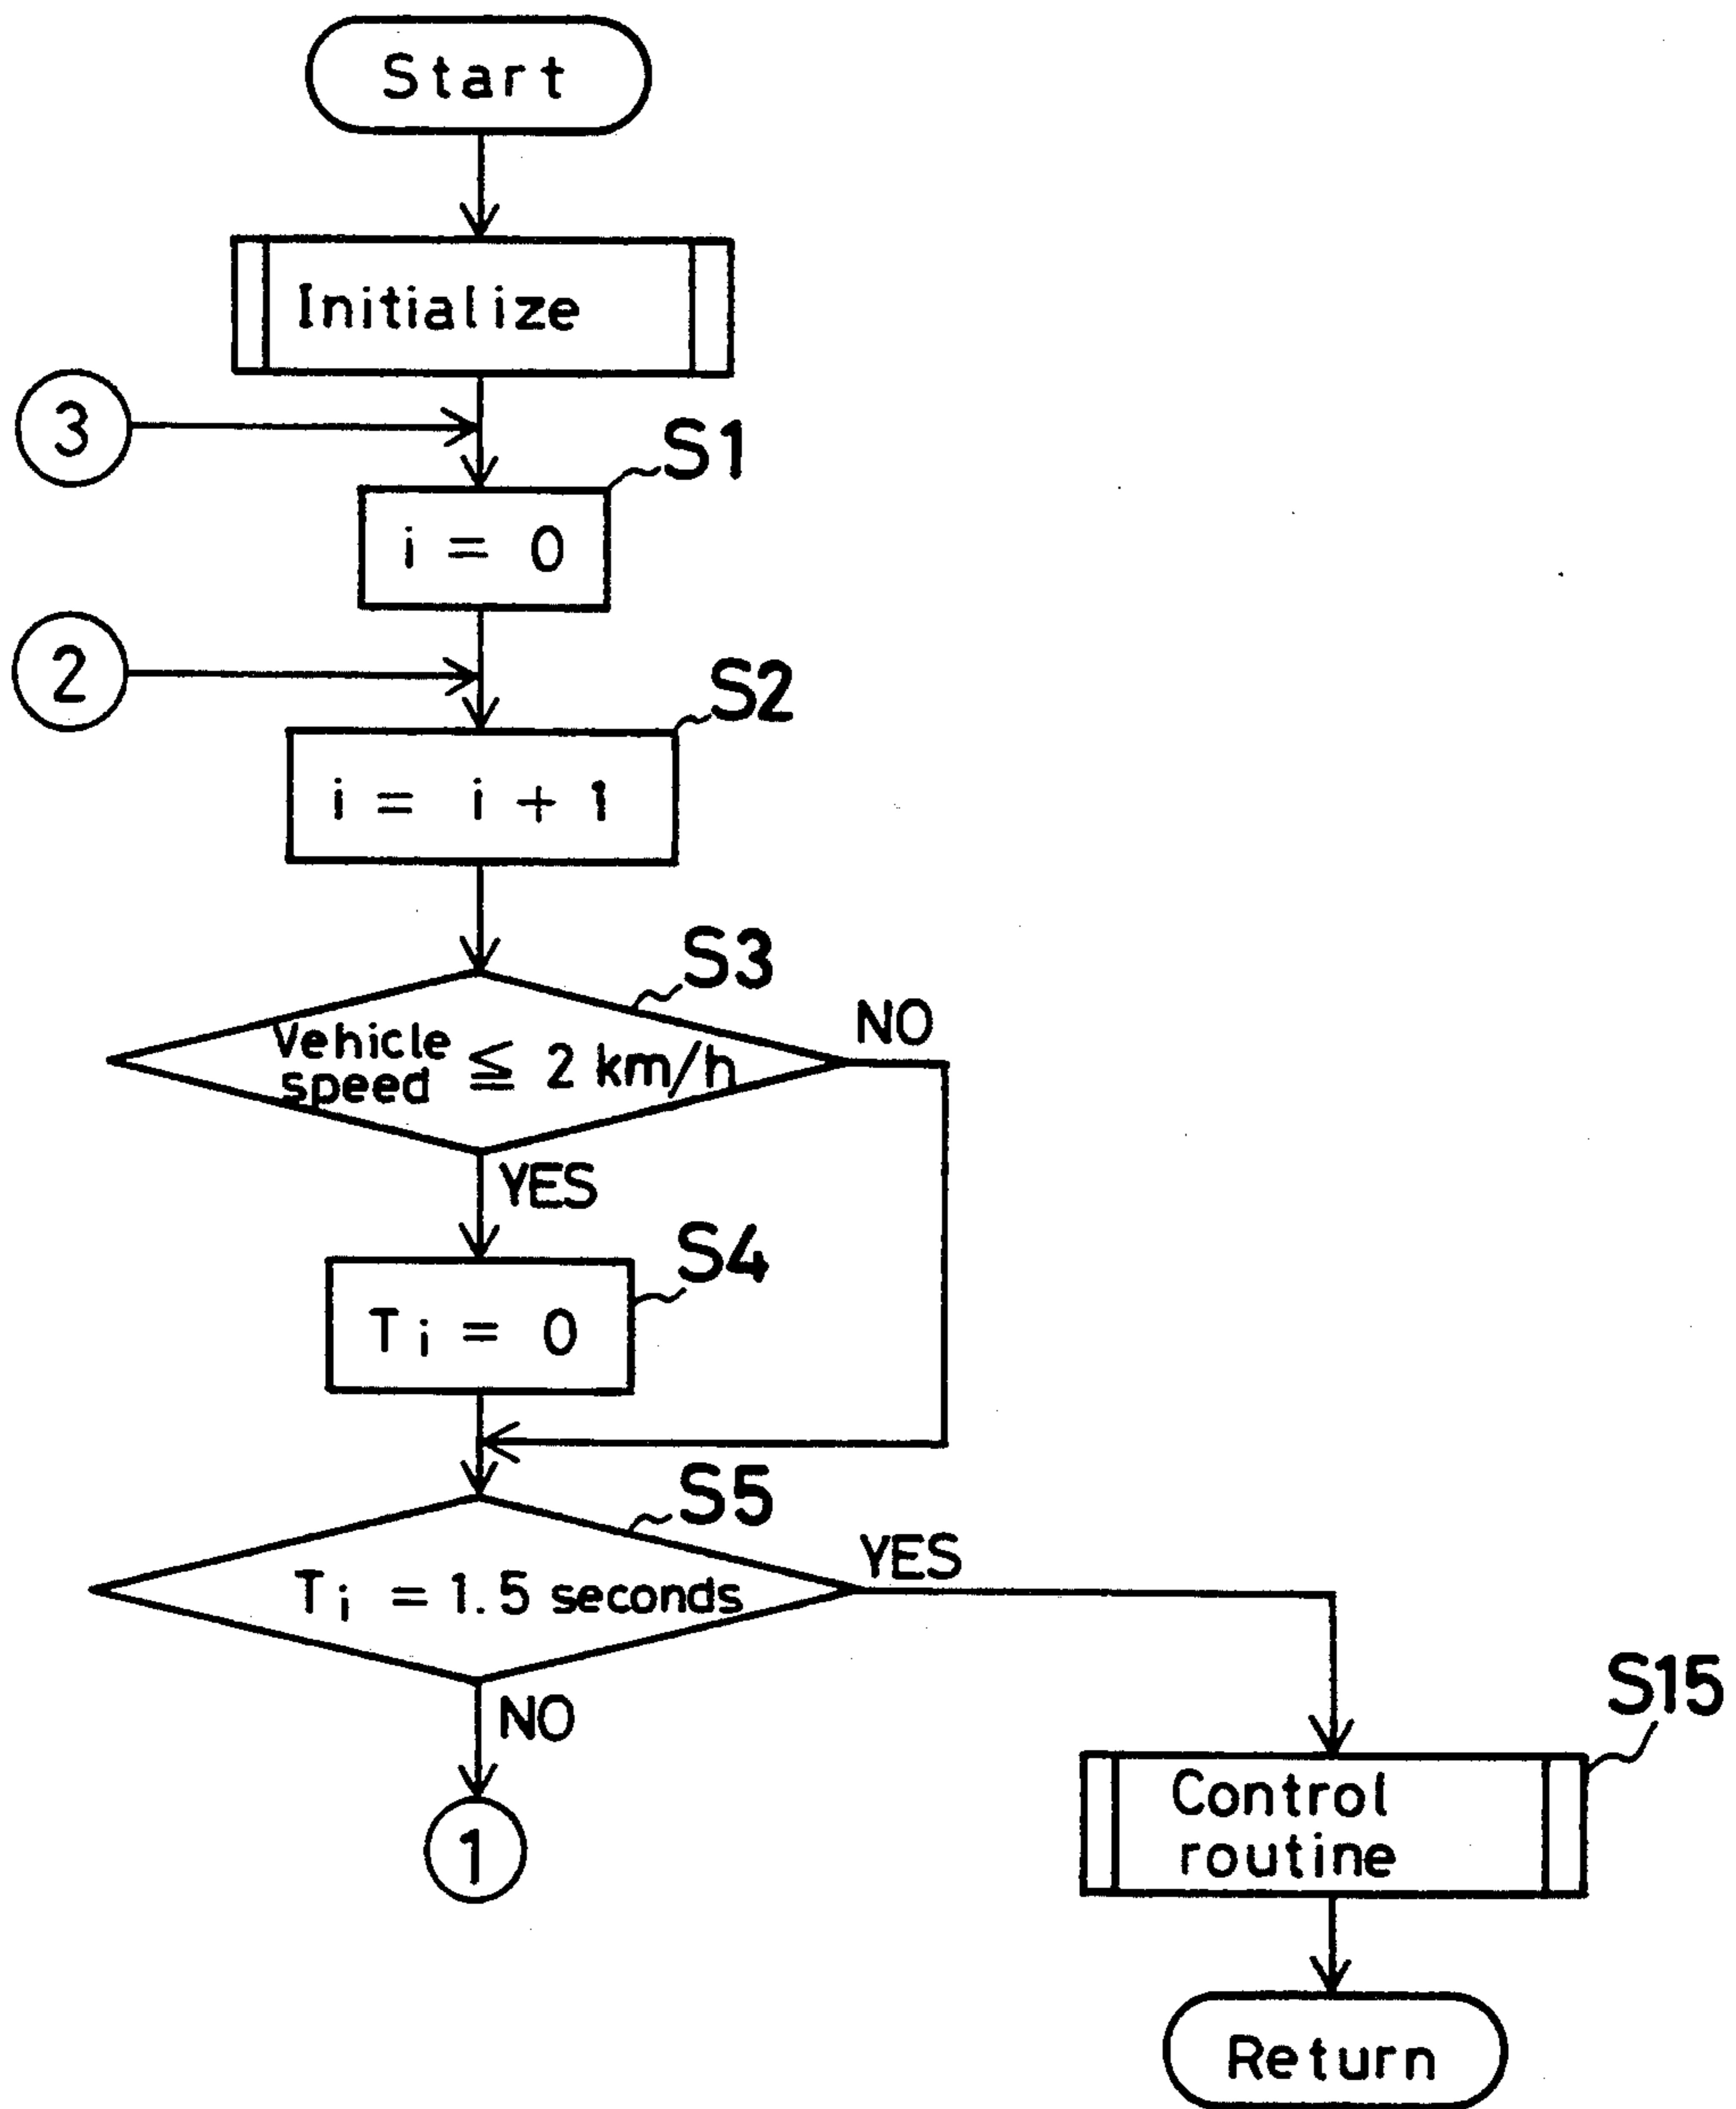 Start
Initialize
3
S1
i = 0
2
S2
i = i + 1
S3
NO
Vehicle
speed ≦ 2 km/h
YES
S4
Ti = 0
S5
YES
Ti = 1.5 seconds
NO
S15
1
Control
routine
Return